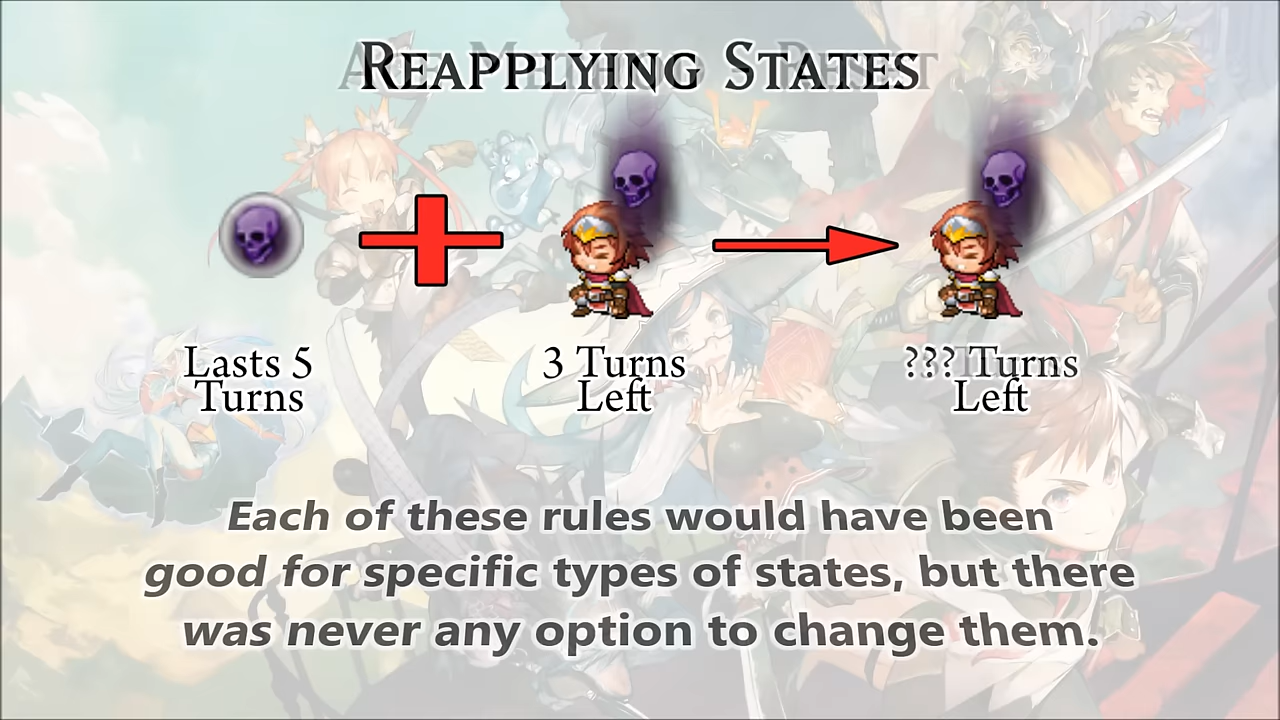 Reapplying States
Lasts 5
Turns
3 Turns
Left
??? Turns
Left
Each of these rules would have been
good for specific types of states, but there
was never any option to change them.